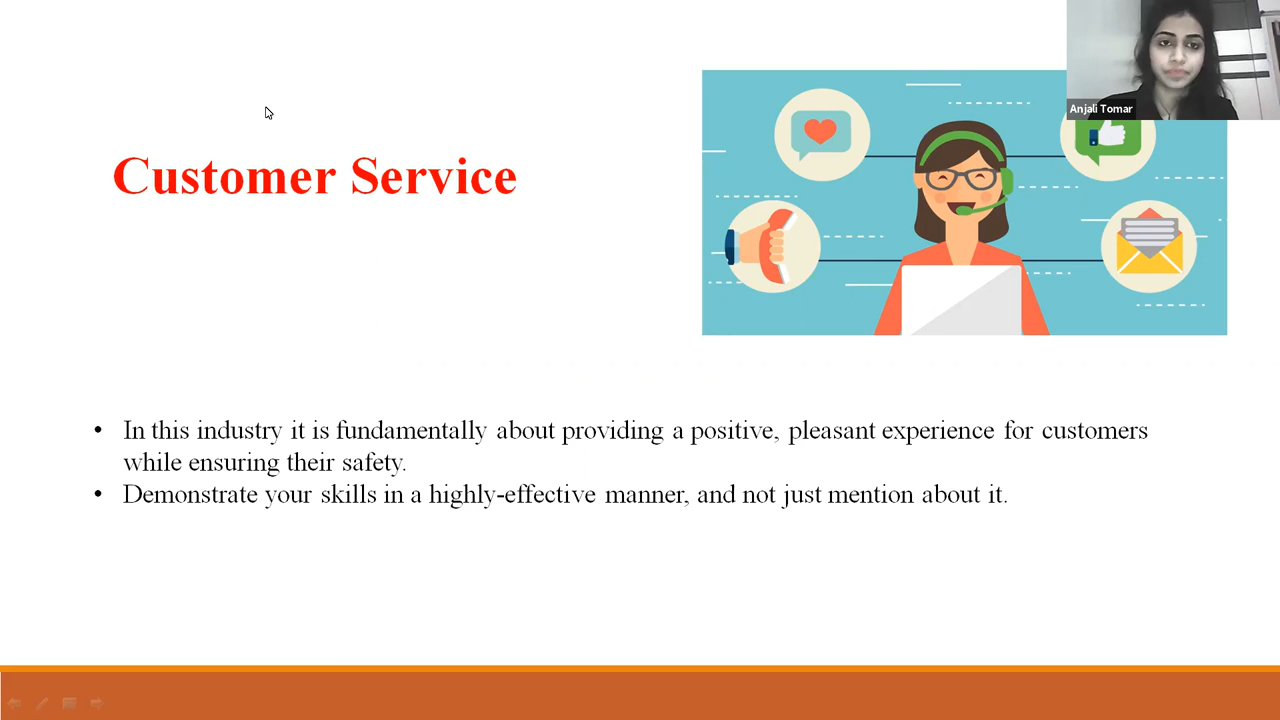 Anjali Tomar
Customer Service
• In this industry it is fundamentally about providing a positive, pleasant experience for customers
while ensuring their safety.
• Demonstrate your skills in a highly-effective manner, and not just mention about it.